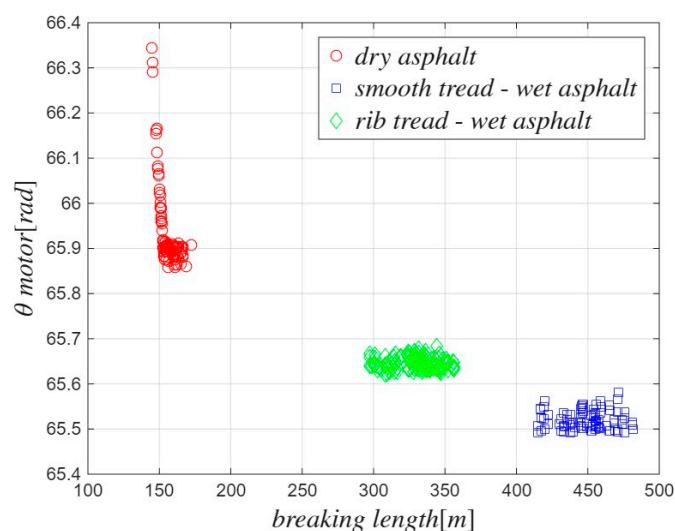 66.4
66.3
66.2
66.1
66
65.9
65.8
65.7
65.6
65.5
65.4
θ motor[rad]
dry asphalt
smooth tread - wet asphalt
rib tread - wet asphalt
100 150 200 250 300 350 400 450 500
breaking length[m]